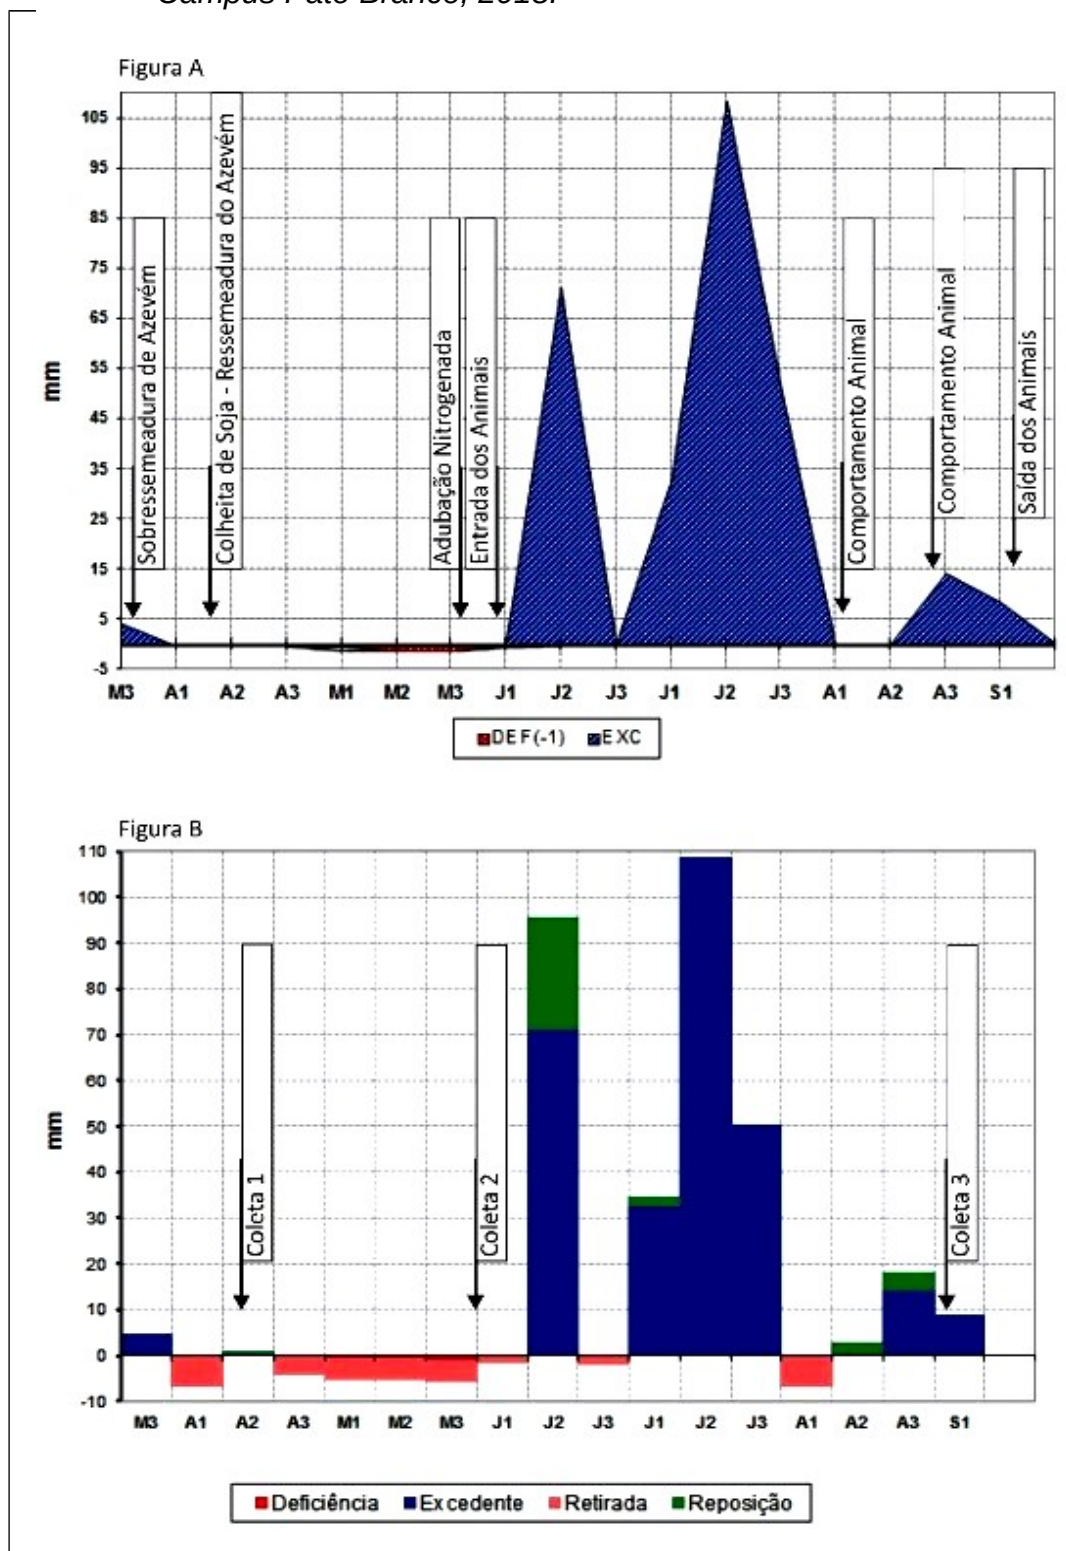 Campus Pato Branco, 2015.
Figura A
105
95
85
75
65
55
45
35
25
15
5
-5
mm
Sobressemeadura de Azevém
Colheita de Soja - Ressemeadura do Azevém
Adubação Nitrogenada
Entrada dos Animais
Comportamento Animal
Comportamento Animal
Saída dos Animais
M3 A1 A2 A3 M1 M2 M3 J1 J2 J3 J1 J2 J3 A1 A2 A3 S1
DEF(-1) EXC
Figura B
110
100
90
80
70
60
50
40
30
20
10
0
-10
mm
Coleta 1
Coleta 2
Coleta 3
M3 A1 A2 A3 M1 M2 M3 J1 J2 J3 J1 J2 J3 A1 A2 A3 S1
Deficiência Excedente Retirada Reposição